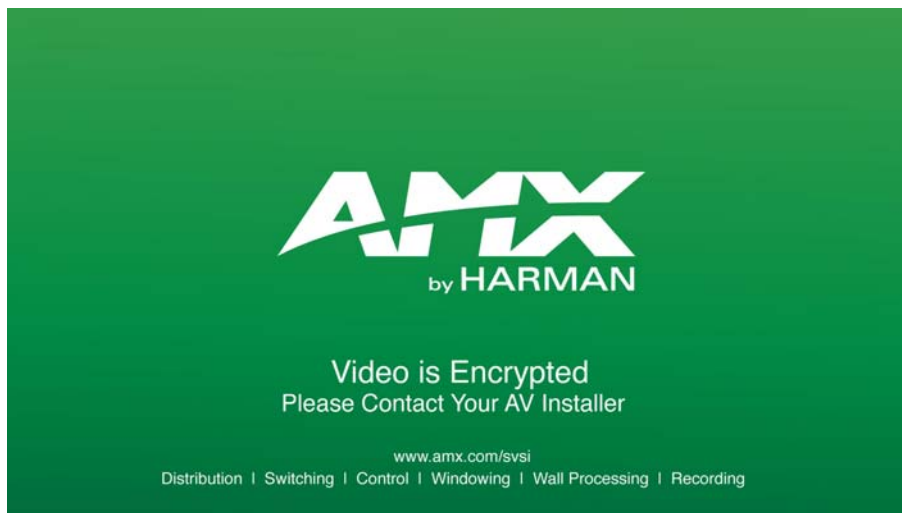 AMX
by HARMAN
Video is Encrypted
Please Contact Your AV Installer
www.amx.com/svsi
Distribution | Switching | Control | Windowing | Wall Processing | Recording